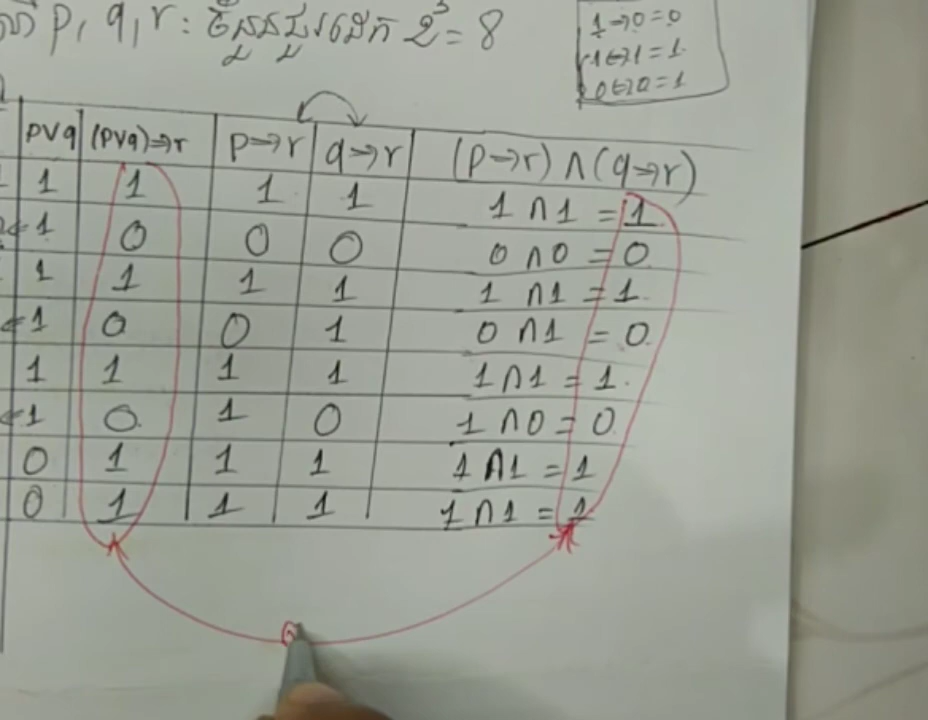 p, q, r : 2³ = 8
1→0=0
1↔1=1
0↔0=1
p∨q (p∨q)→r p→r q→r (p→r) ∧ (q→r)
1 1 1 1 1 ∧ 1 = 1
1 0 0 0 0 ∧ 0 = 0
1 1 1 1 1 ∧ 1 = 1.
1 0 0 1 0 ∧ 1 = 0.
1 1 1 1 1 ∧ 1 = 1.
1 0. 1 0 1 ∧ 0 = 0.
0 1 1 1 1 ∧ 1 = 1
0 1 1 1 1 ∧ 1 = 1